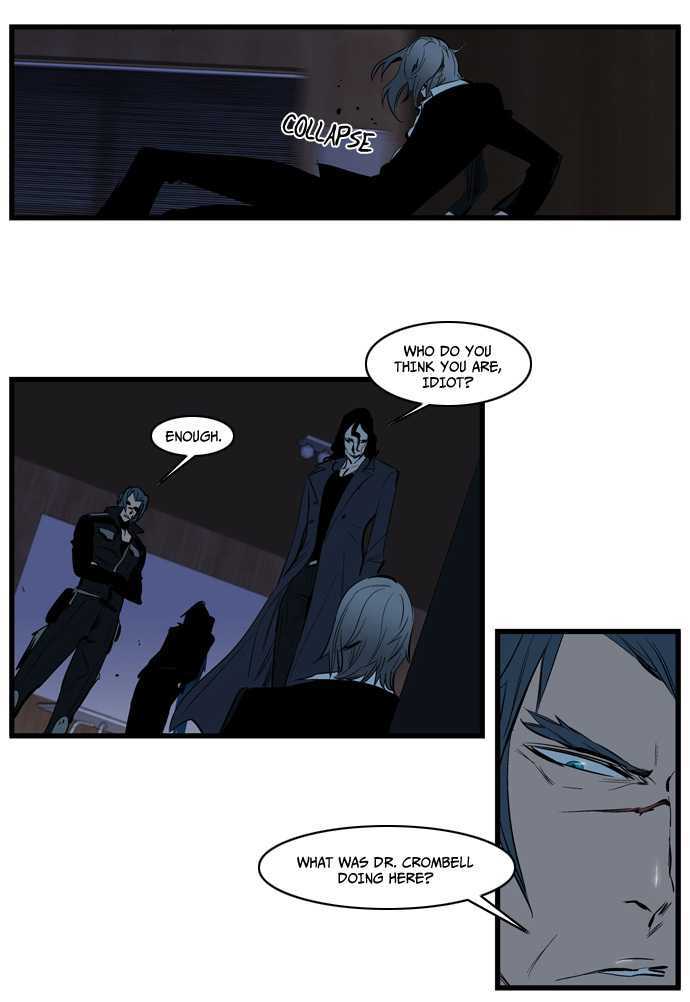 COLLAPSE
WHO DO YOU
THINK YOU ARE,
IDIOT?
ENOUGH.
WHAT WAS DR. CROMBELL
DOING HERE?